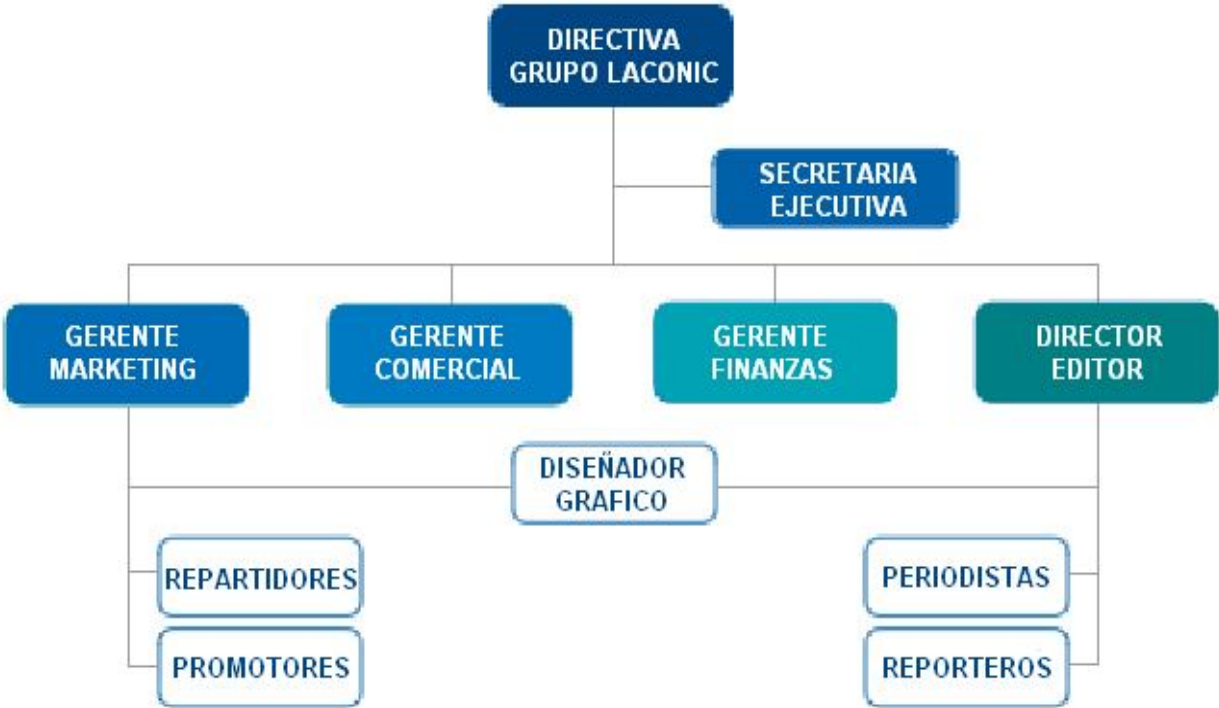 DIRECTIVA
GRUPO LACONIC
SECRETARIA
EJECUTIVA
GERENTE
MARKETING
GERENTE
COMERCIAL
GERENTE
FINANZAS
DIRECTOR
EDITOR
DISEÑADOR
GRAFICO
REPARTIDORES
PROMOTORES
PERIODISTAS
REPORTEROS